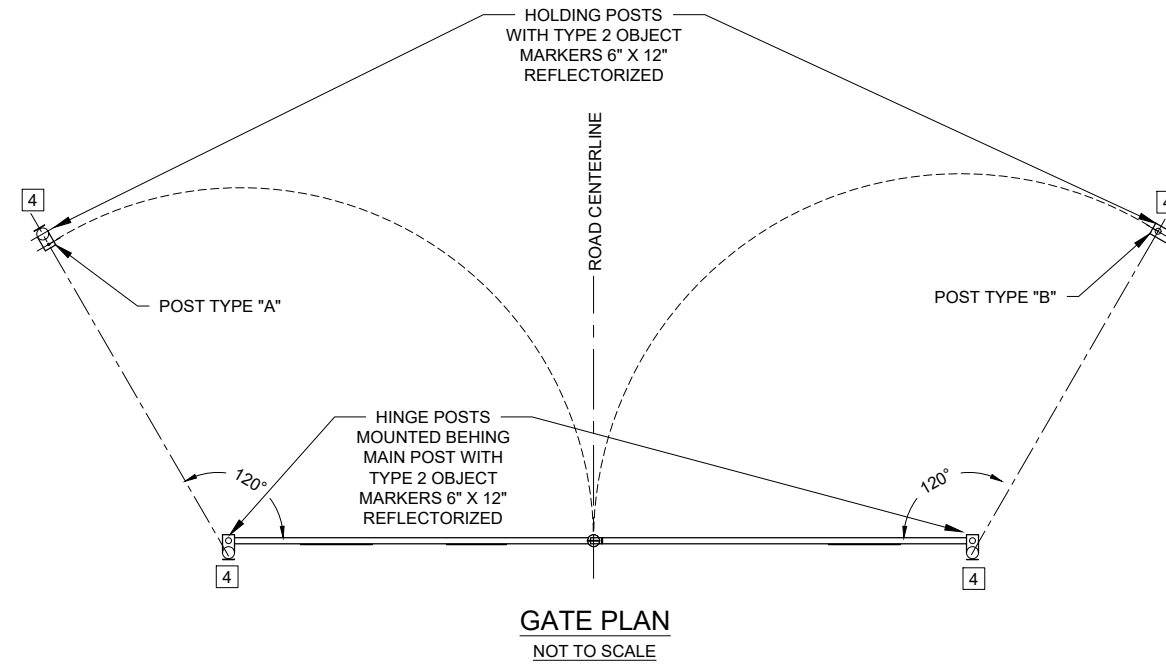 HOLDING POSTS
WITH TYPE 2 OBJECT
MARKERS 6" X 12"
REFLECTORIZED
ROAD CENTERLINE
4
4
POST TYPE "A"
POST TYPE "B"
HINGE POSTS
MOUNTED BEHING
MAIN POST WITH
TYPE 2 OBJECT
MARKERS 6" X 12"
REFLECTORIZED
120°
120°
4
4
GATE PLAN
NOT TO SCALE